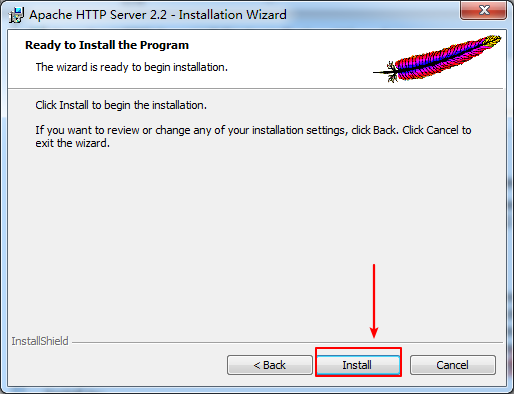 Apache HTTP Server 2.2 - Installation Wizard
Ready to Install the Program
The wizard is ready to begin installation.
Click Install to begin the installation.
If you want to review or change any of your installation settings, click Back. Click Cancel to
exit the wizard.
InstallShield
< Back Install Cancel